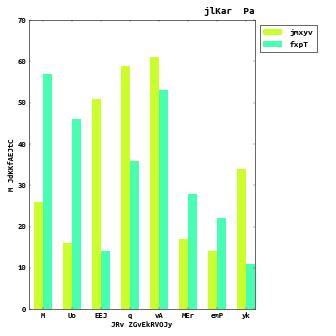 jlKar Pa
jmxyv
fxpT
70
60
50
40
30
20
10
0
M JdKKfAEJtC
M Uo EEJ q vA MEr emP yk
JRv ZGvEkRVOJy